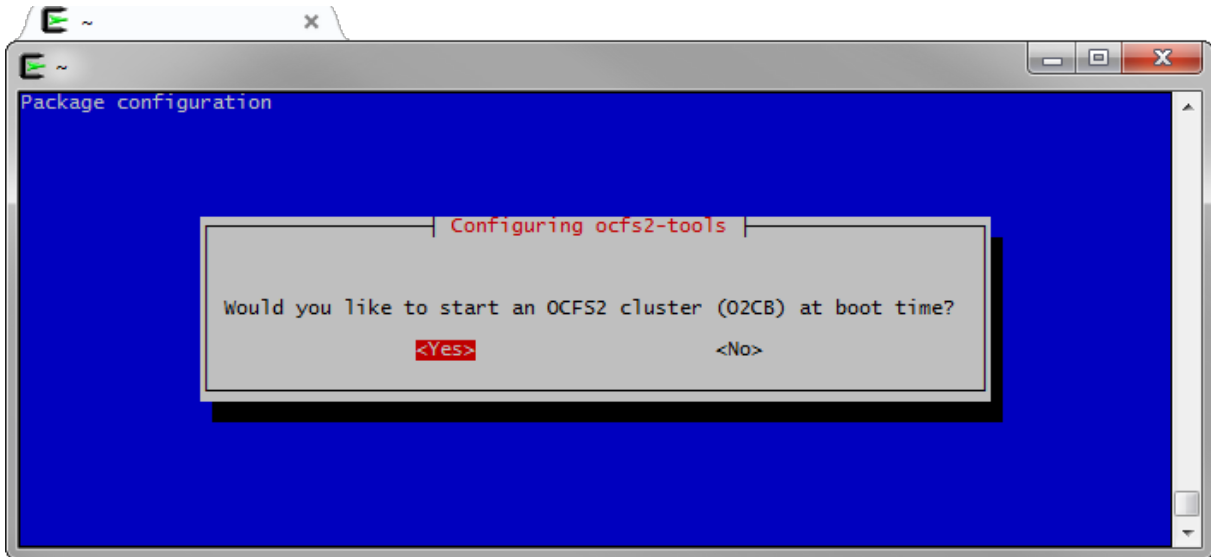 ~
~
Package configuration
Configuring ocfs2-tools
Would you like to start an OCFS2 cluster (O2CB) at boot time?
<Yes> <No>